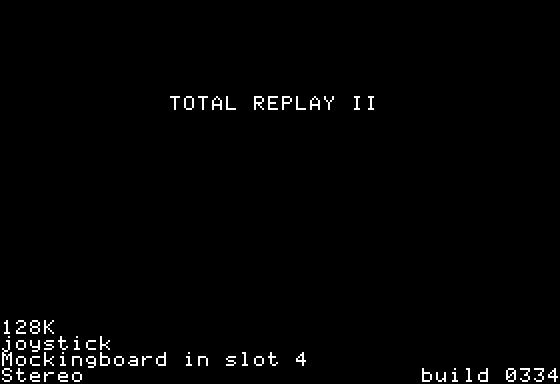 TOTAL REPLAY II
128K
joystick
Mockingboard in slot 4
Stereo
build 0334